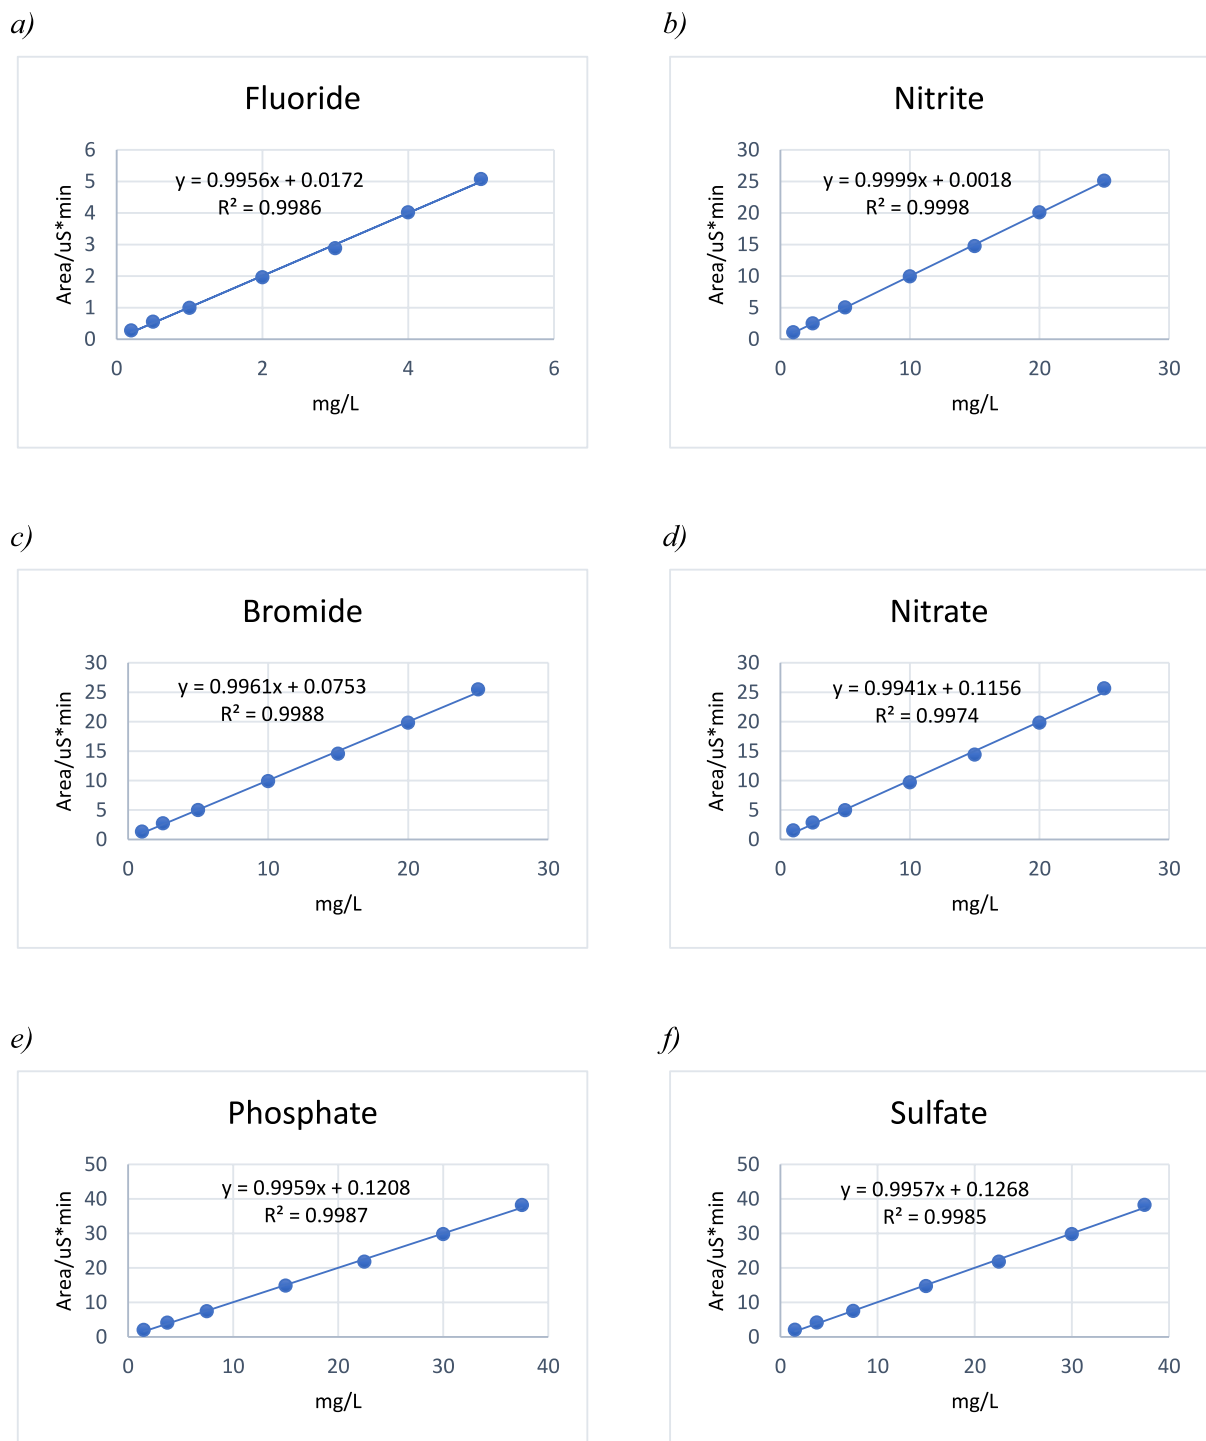 a)
Fluoride
y = 0.9956x + 0.0172
R² = 0.9986
Area/uS*min
6
5
4
3
2
1
0
0 2 4 6
mg/L
b)
Nitrite
y = 0.9999x + 0.0018
R² = 0.9998
Area/uS*min
30
25
20
15
10
5
0
0 10 20 30
mg/L
c)
Bromide
y = 0.9961x + 0.0753
R² = 0.9988
Area/uS*min
30
25
20
15
10
5
0
0 10 20 30
mg/L
d)
Nitrate
y = 0.9941x + 0.1156
R² = 0.9974
Area/uS*min
30
25
20
15
10
5
0
0 10 20 30
mg/L
e)
Phosphate
y = 0.9959x + 0.1208
R² = 0.9987
Area/uS*min
50
40
30
20
10
0
0 10 20 30 40
mg/L
f)
Sulfate
y = 0.9957x + 0.1268
R² = 0.9985
Area/uS*min
50
40
30
20
10
0
0 10 20 30 40
mg/L